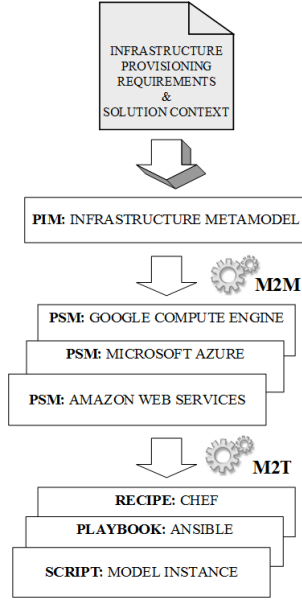 INFRASTRUCTURE
PROVISIONING
REQUIREMENTS
&
SOLUTION CONTEXT
PIM: INFRASTRUCTURE METAMODEL
M2M
PSM: GOOGLE COMPUTE ENGINE
PSM: MICROSOFT AZURE
PSM: AMAZON WEB SERVICES
M2T
RECIPE: CHEF
PLAYBOOK: ANSIBLE
SCRIPT: MODEL INSTANCE